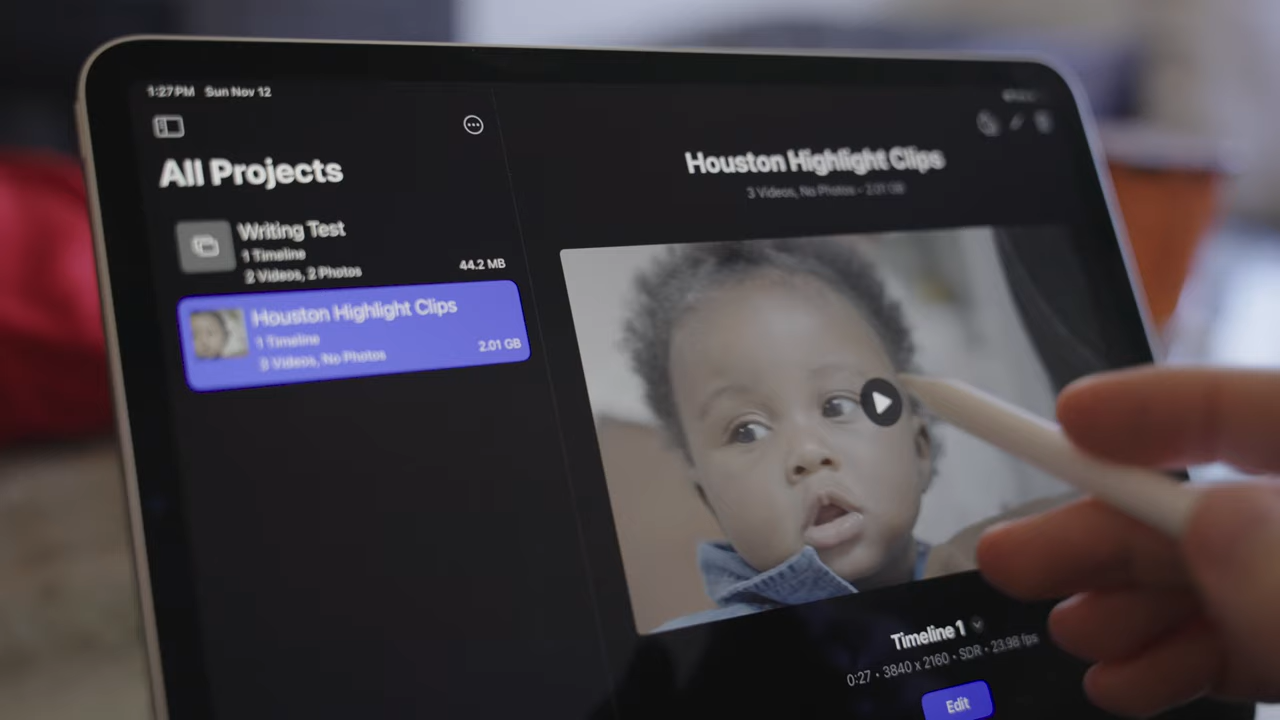 1:27 PM Sun Nov 12
All Projects
Writing Test
1 Timeline
2 Videos, 2 Photos
44.2 MB
Houston Highlight Clips
1 Timeline
3 Videos, No Photos
2.01 GB
Houston Highlight Clips
3 Videos, No Photos • 2.01 GB
Timeline 1
0:27 • 3840 x 2160 • SDR • 23.98 fps
Edit